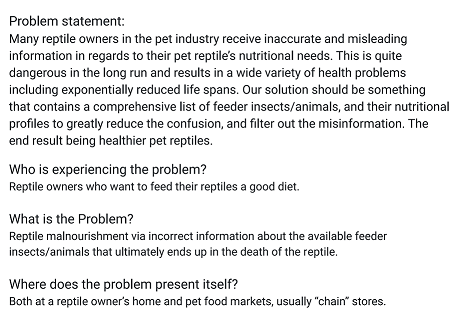 Problem statement:
Many reptile owners in the pet industry receive inaccurate and misleading
information in regards to their pet reptile's nutritional needs. This is quite
dangerous in the long run and results in a wide variety of health problems
including exponentially reduced life spans. Our solution should be something
that contains a comprehensive list of feeder insects/animals, and their nutritional
profiles to greatly reduce the confusion, and filter out the misinformation. The
end result being healthier pet reptiles.
Who is experiencing the problem?
Reptile owners who want to feed their reptiles a good diet.
What is the Problem?
Reptile malnourishment via incorrect information about the available feeder
insects/animals that ultimately ends up in the death of the reptile.
Where does the problem present itself?
Both at a reptile owner's home and pet food markets, usually “chain” stores.